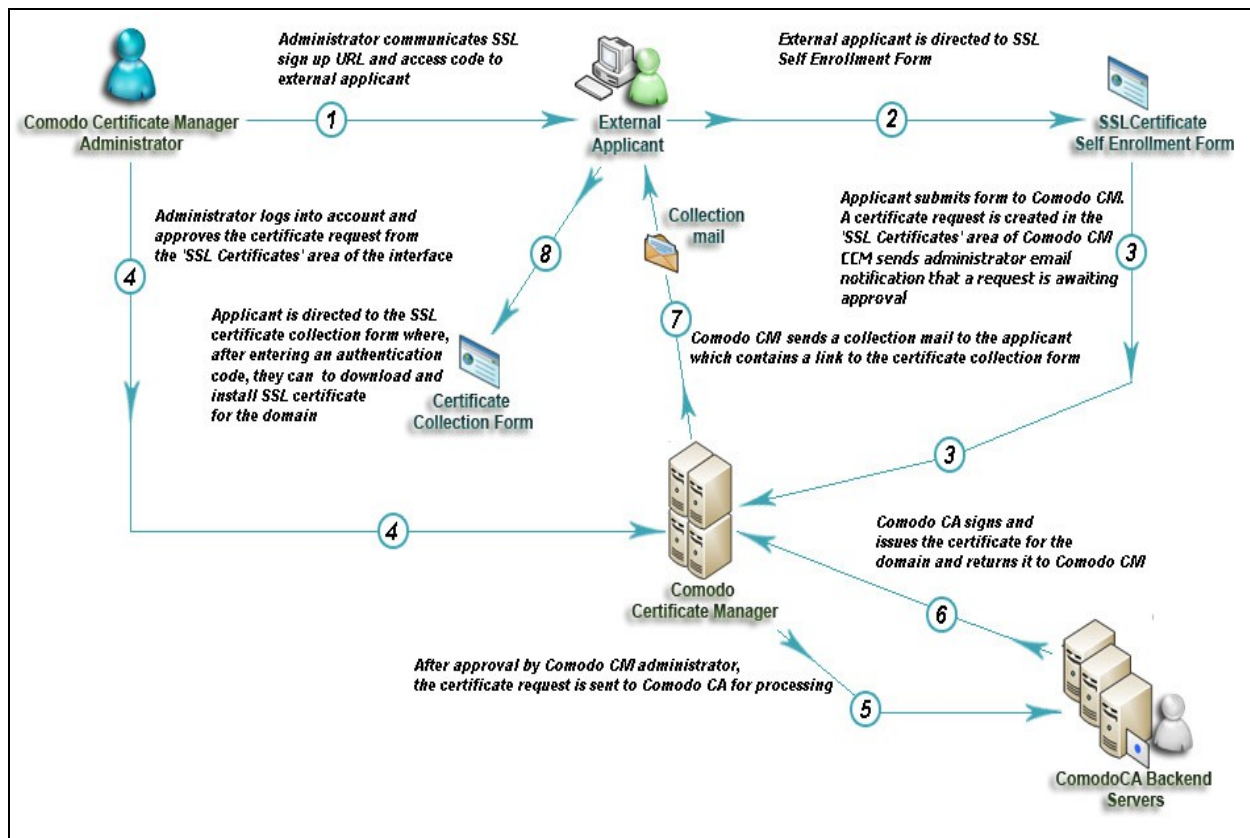 Administrator communicates SSL
sign up URL and access code to
external applicant
External applicant is directed to SSL
Self Enrollment Form
Comodo Certificate Manager
Administrator
1
External
Applicant
2
SSLCertificate
Self Enrollment Form
Administrator logs into account and
approves the certificate request from
the 'SSL Certificates' area of the interface
4
Collection
mail
8
Applicant submits form to Comodo CM.
A certificate request is created in the
'SSL Certificates' area of Comodo CM
CCM sends administrator email
notification that a request is awaiting
approval
3
Applicant is directed to the SSL
certificate collection form where,
after entering an authentication
code, they can to download and
install SSL certificate
for the domain
Certificate
Collection Form
7
Comodo CM sends a collection mail to the applicant
which contains a link to the certificate collection form
3
4
Comodo
Certificate Manager
Comodo CA signs and
issues the certificate for the
domain and returns it to Comodo CM
6
After approval by Comodo CM administrator,
the certificate request is sent to Comodo CA for processing
5
ComodoCA Backend
Servers